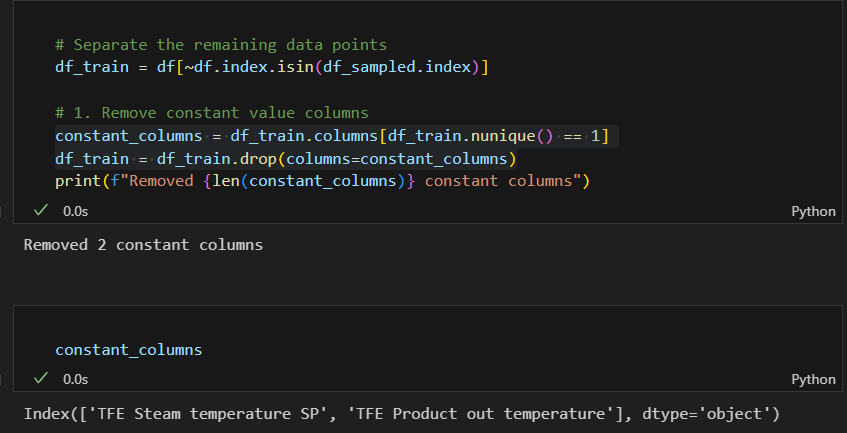 # Separate the remaining data points
df_train = df[~df.index.isin(df_sampled.index)]
# 1. Remove constant value columns
constant_columns = df_train.columns[df_train.nunique() == 1]
df_train = df_train.drop(columns=constant_columns)
print(f"Removed {len(constant_columns)} constant columns")
0.0s Python
Removed 2 constant columns
constant_columns
0.0s Python
Index(['TFE Steam temperature SP', 'TFE Product out temperature'], dtype='object')